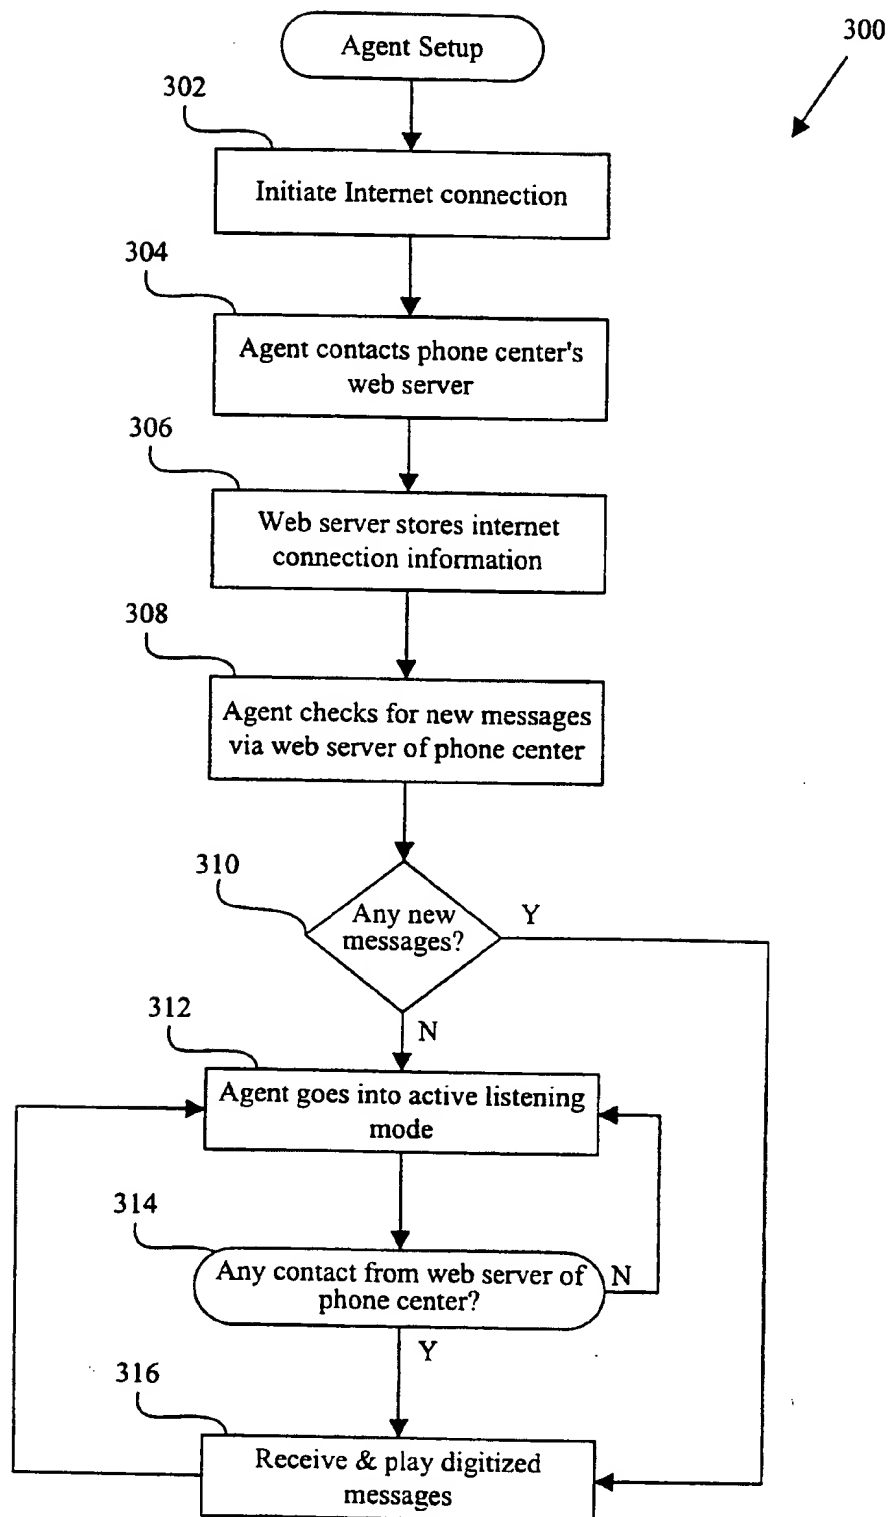 Agent Setup
300
302
Initiate Internet connection
304
Agent contacts phone center's
web server
306
Web server stores internet
connection information
308
Agent checks for new messages
via web server of phone center
310
Any new
messages?
Y
N
312
Agent goes into active listening
mode
314
Any contact from web server of
phone center?
N
Y
316
Receive & play digitized
messages